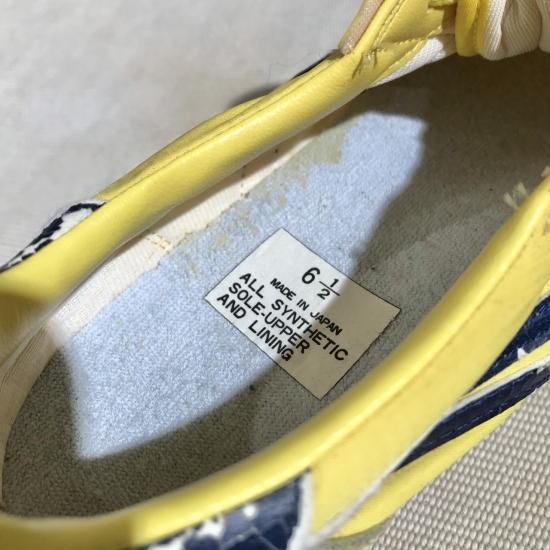 6 1/2
MADE IN JAPAN
ALL SYNTHETIC
SOLE-UPPER
AND LINING